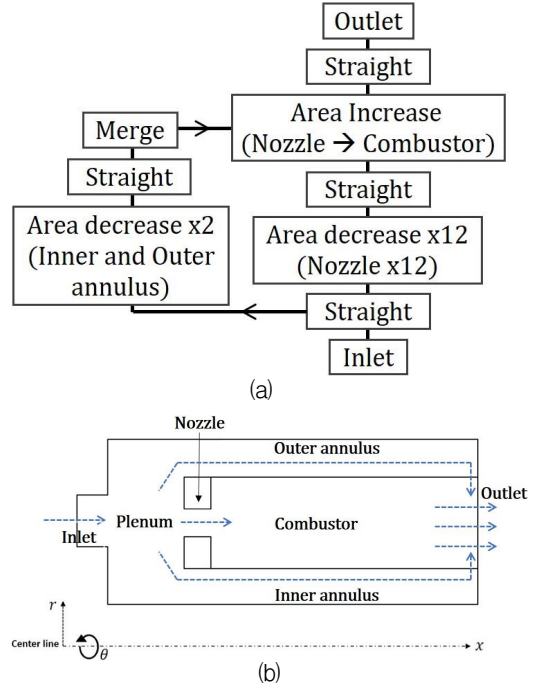 Outlet
Straight
Area Increase
(Nozzle → Combustor)
Merge
Straight
Straight
Area decrease x2
(Inner and Outer
annulus)
Area decrease x12
(Nozzle x12)
Straight
Inlet
(a)
Nozzle
Outer annulus
Outlet
Plenum
Combustor
Inlet
Inner annulus
r
Center line
θ
x
(b)